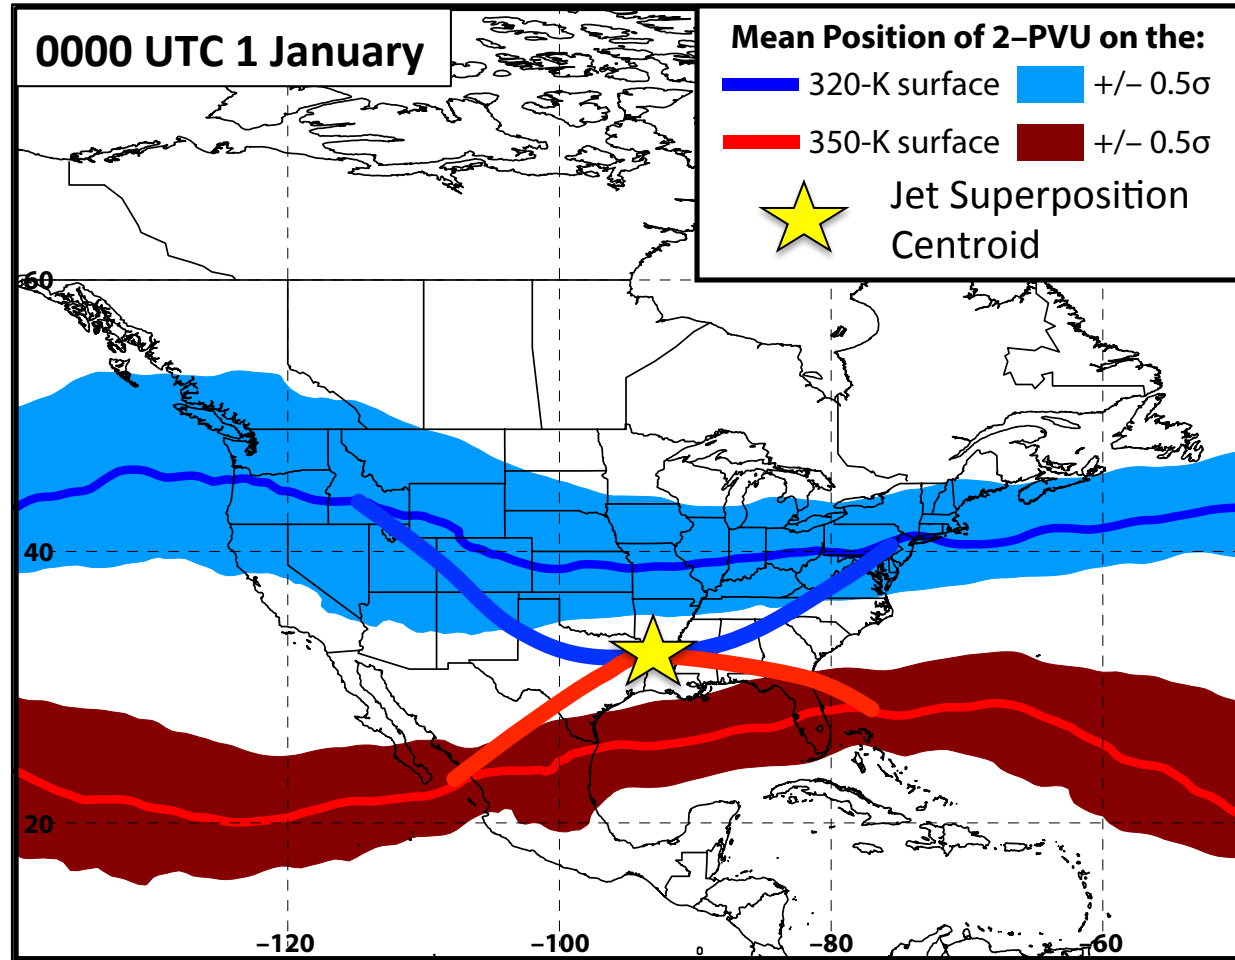 0000 UTC 1 January
Mean Position of 2–PVU on the:
320-K surface
+/– 0.5σ
350-K surface
+/– 0.5σ
Jet Superposition
Centroid
60
40
20
–120
–100
–80
–60